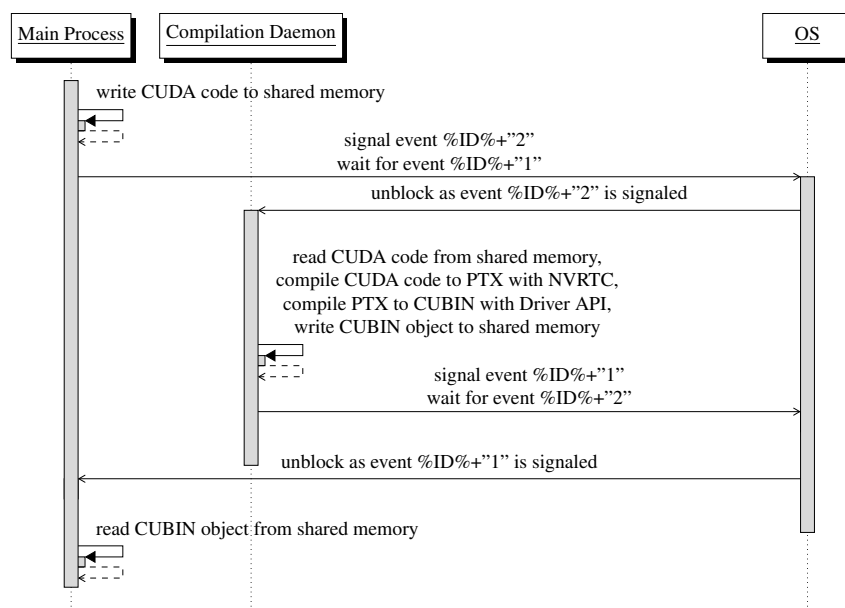 Main Process
Compilation Daemon
OS
write CUDA code to shared memory
signal event %ID%+”2”
wait for event %ID%+”1”
unblock as event %ID%+”2” is signaled
read CUDA code from shared memory,
compile CUDA code to PTX with NVRTC,
compile PTX to CUBIN with Driver API,
write CUBIN object to shared memory
signal event %ID%+”1”
wait for event %ID%+”2”
unblock as event %ID%+”1” is signaled
read CUBIN object from shared memory